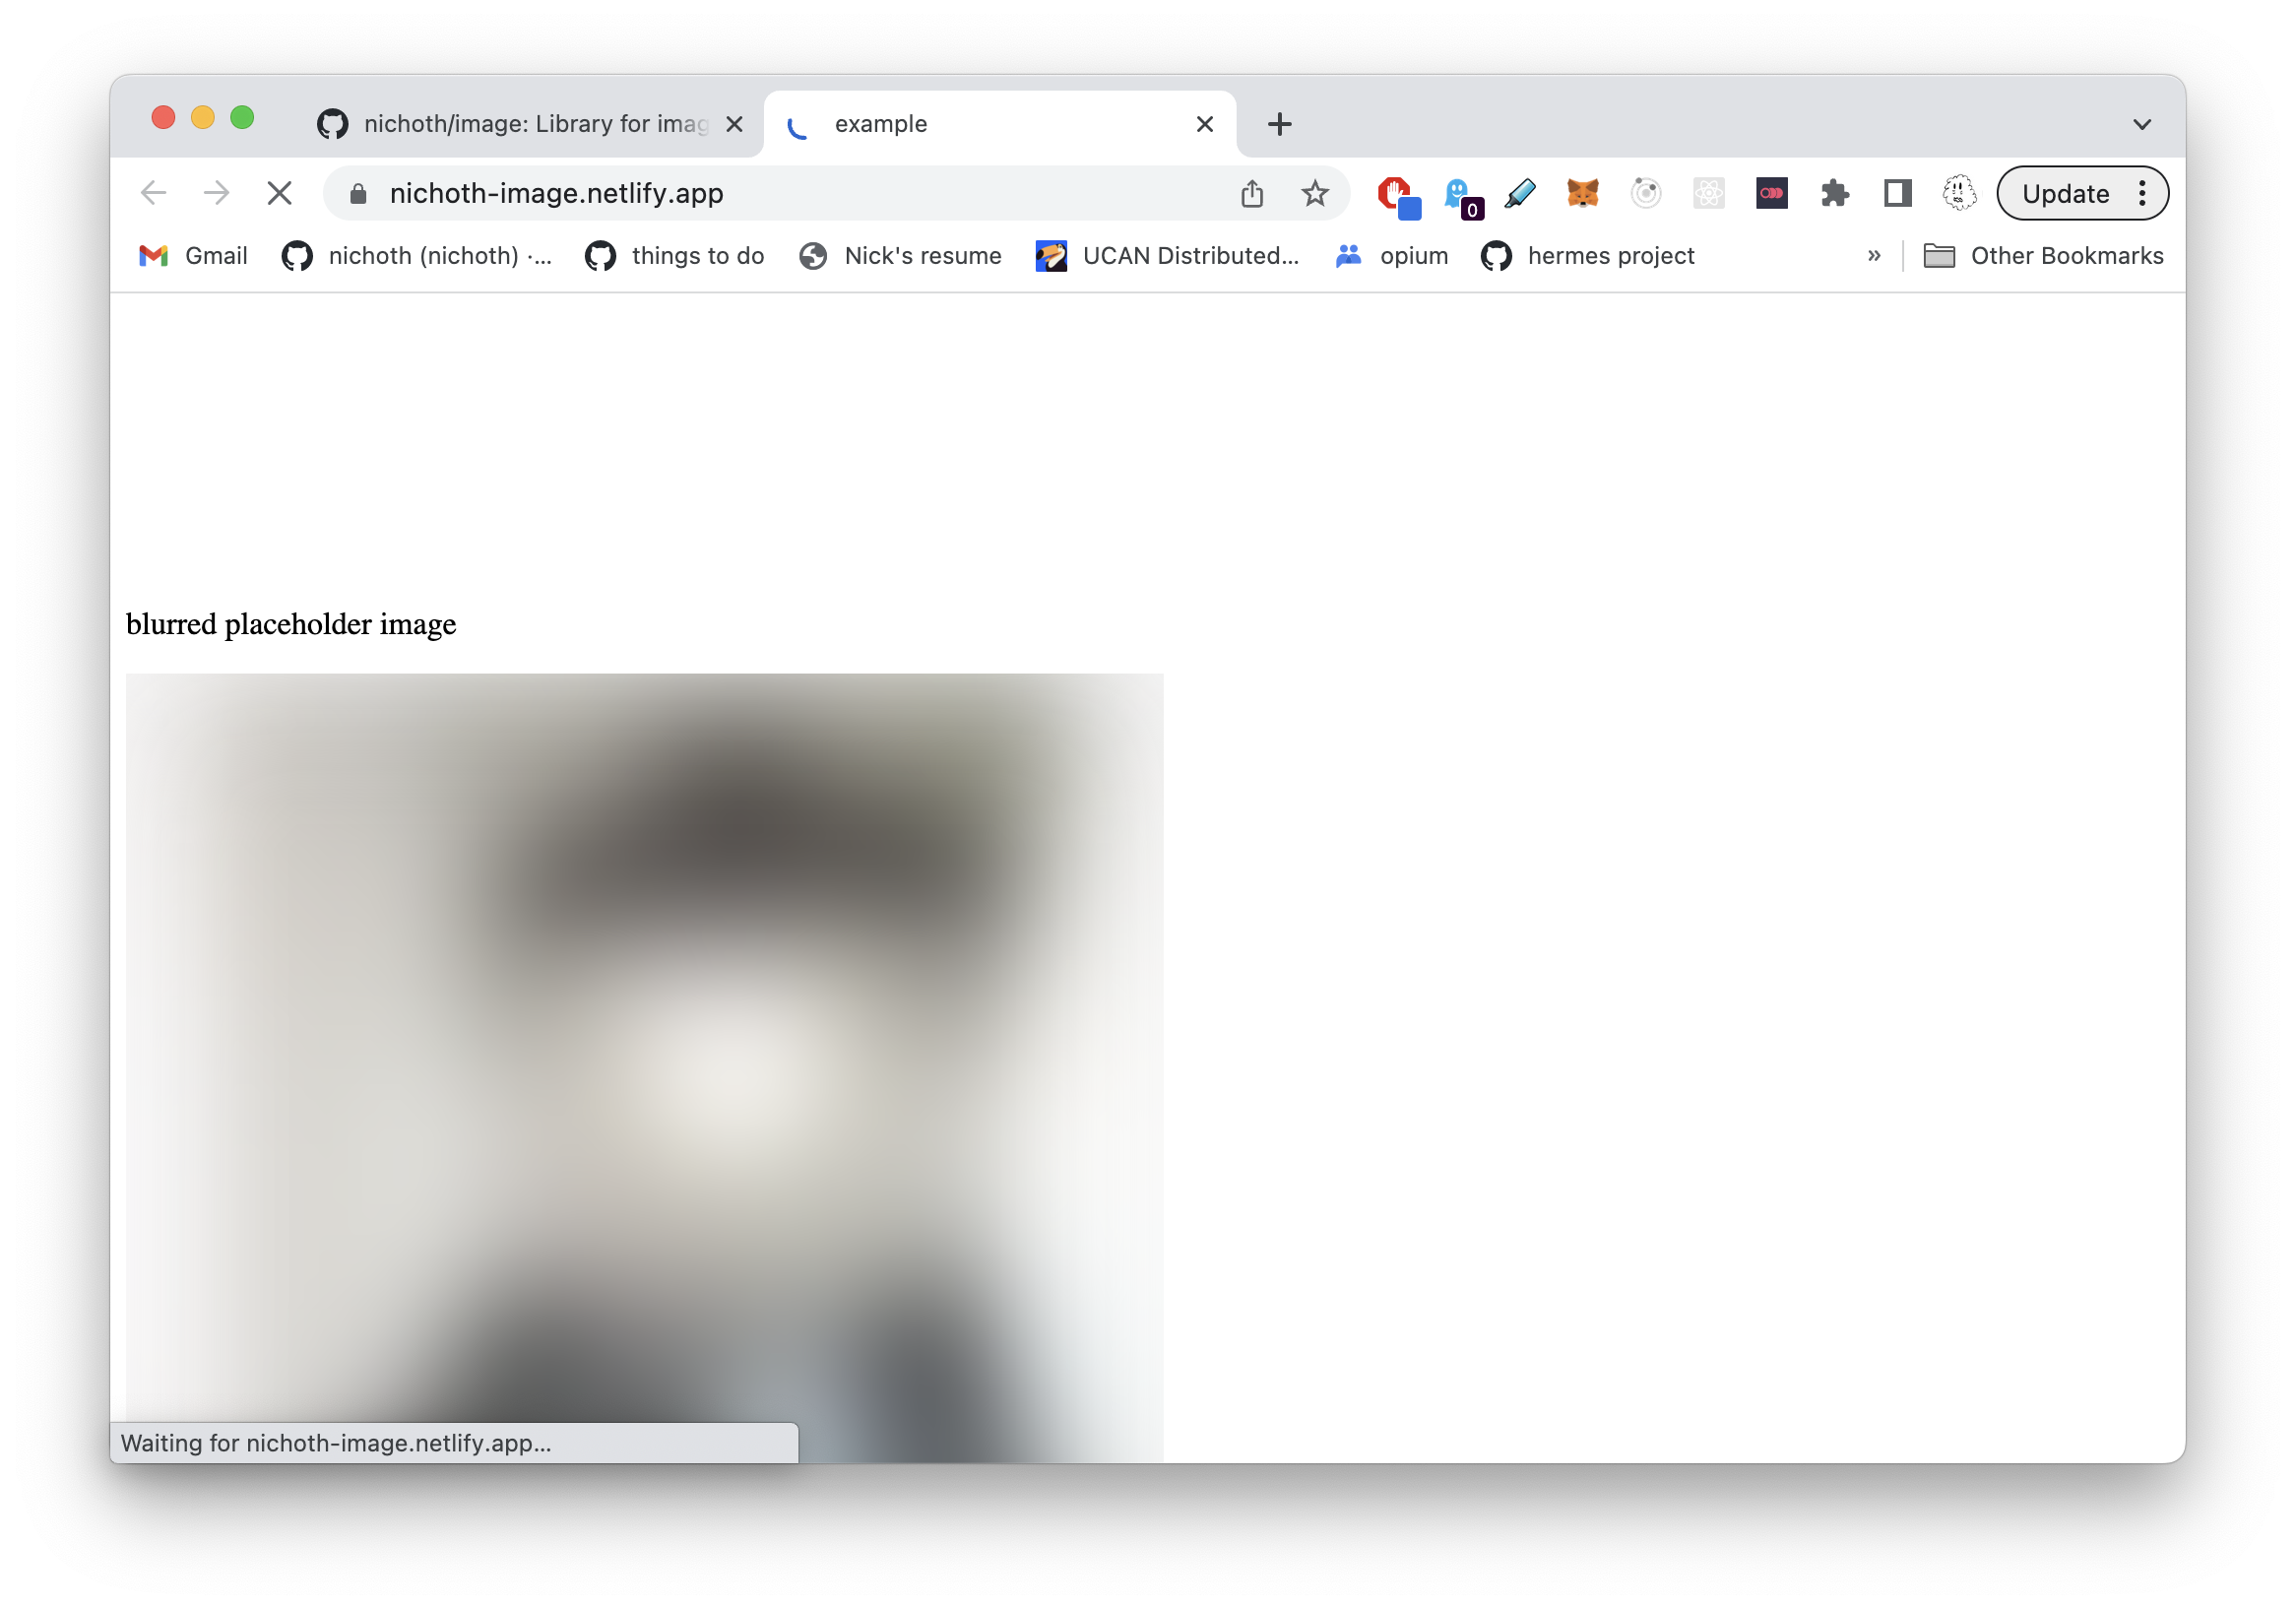 nichoth/image: Library for imag
example
nichoth-image.netlify.app
0
Update
Gmail
nichoth (nichoth) ·...
things to do
Nick's resume
UCAN Distributed...
opium
hermes project
»
Other Bookmarks
blurred placeholder image
Waiting for nichoth-image.netlify.app...